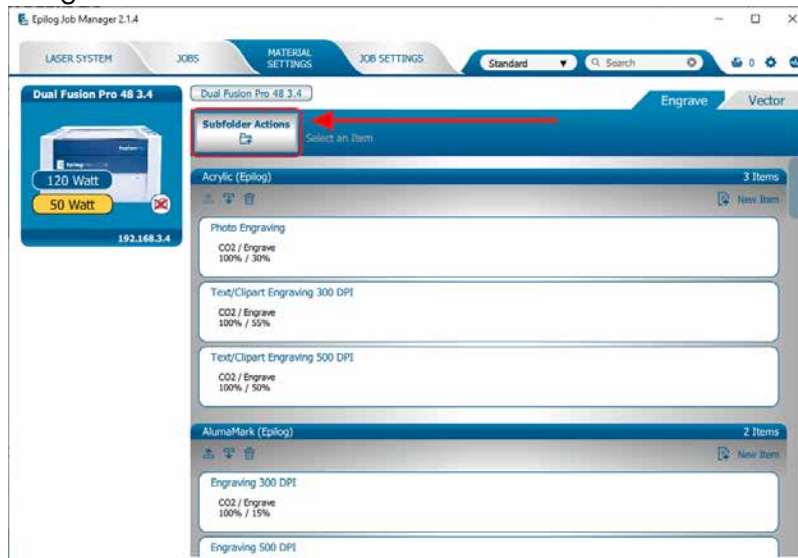 Epilog Job Manager 2.1.4
LASER SYSTEM
JOBS
MATERIAL
SETTINGS
JOB SETTINGS
Standard
Search
0
Dual Fusion Pro 48 3.4
120 Watt
50 Watt
192.168.3.4
Dual Fusion Pro 48 3.4
Engrave
Vector
Subfolder Actions
Select an Item
Acrylic (Epilog)
3 Items
New Item
Photo Engraving
CO2 / Engrave
100% / 30%
Text/Clipart Engraving 300 DPI
CO2 / Engrave
100% / 55%
Text/Clipart Engraving 500 DPI
CO2 / Engrave
100% / 50%
AlumaMark (Epilog)
2 Items
New Item
Engraving 300 DPI
CO2 / Engrave
100% / 15%
Engraving 500 DPI